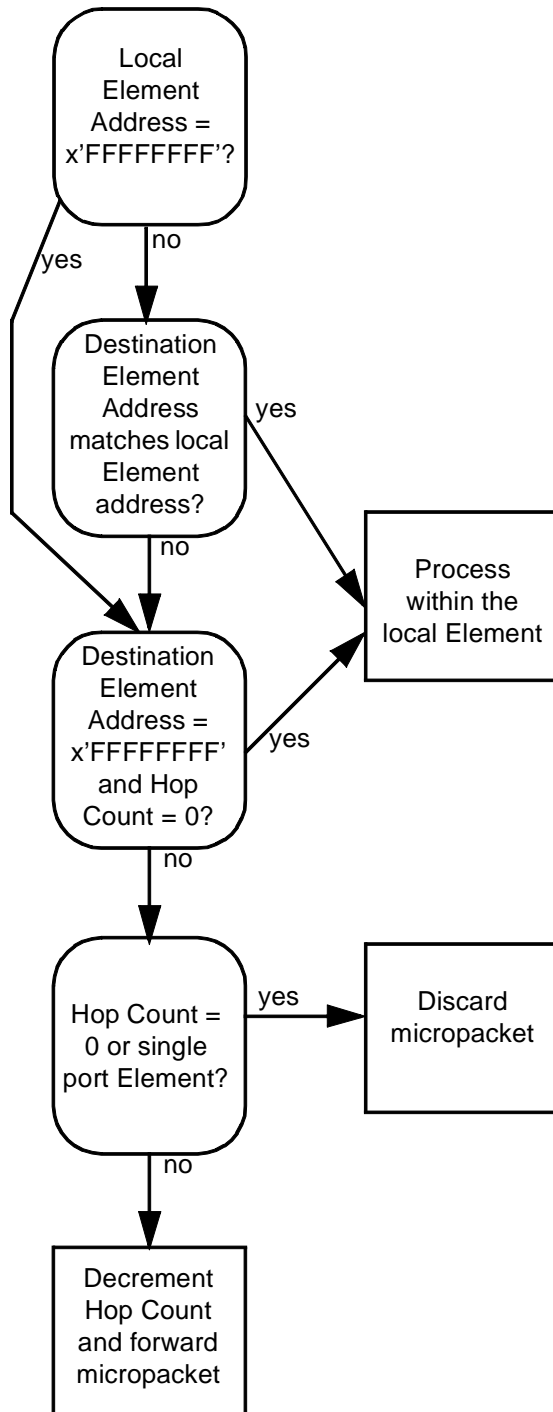 Local
Element
Address =
x'FFFFFFFF'?
yes
no
Destination
Element
Address
matches local
Element
address?
yes
no
Process
within the
local Element
Destination
Element
Address =
x'FFFFFFFF'
and Hop
Count = 0?
yes
no
Hop Count =
0 or single
port Element?
yes
Discard
micropacket
no
Decrement
Hop Count
and forward
micropacket